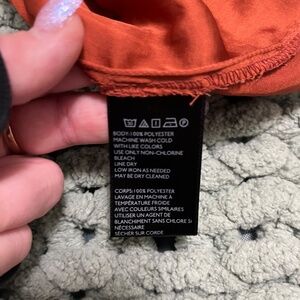 BODY:100% POLYESTER
MACHINE WASH-COLD
WITH LIKE COLORS
USE ONLY NON-CHLORINE
BLEACH
LINE DRY
LOW IRON AS NEEDED
MAY BE DRY CLEANED
CORPS:100% POLYESTER
LAVAGE EN MACHINE À
TEMPÉRATURE FROIDE
AVEC COULEURS SIMILAIRES
UTILISER UN AGENT DE
BLANCHIMENT SANS CHLORE SI
NÉCESSAIRE
SÉCHER SUR CORDE